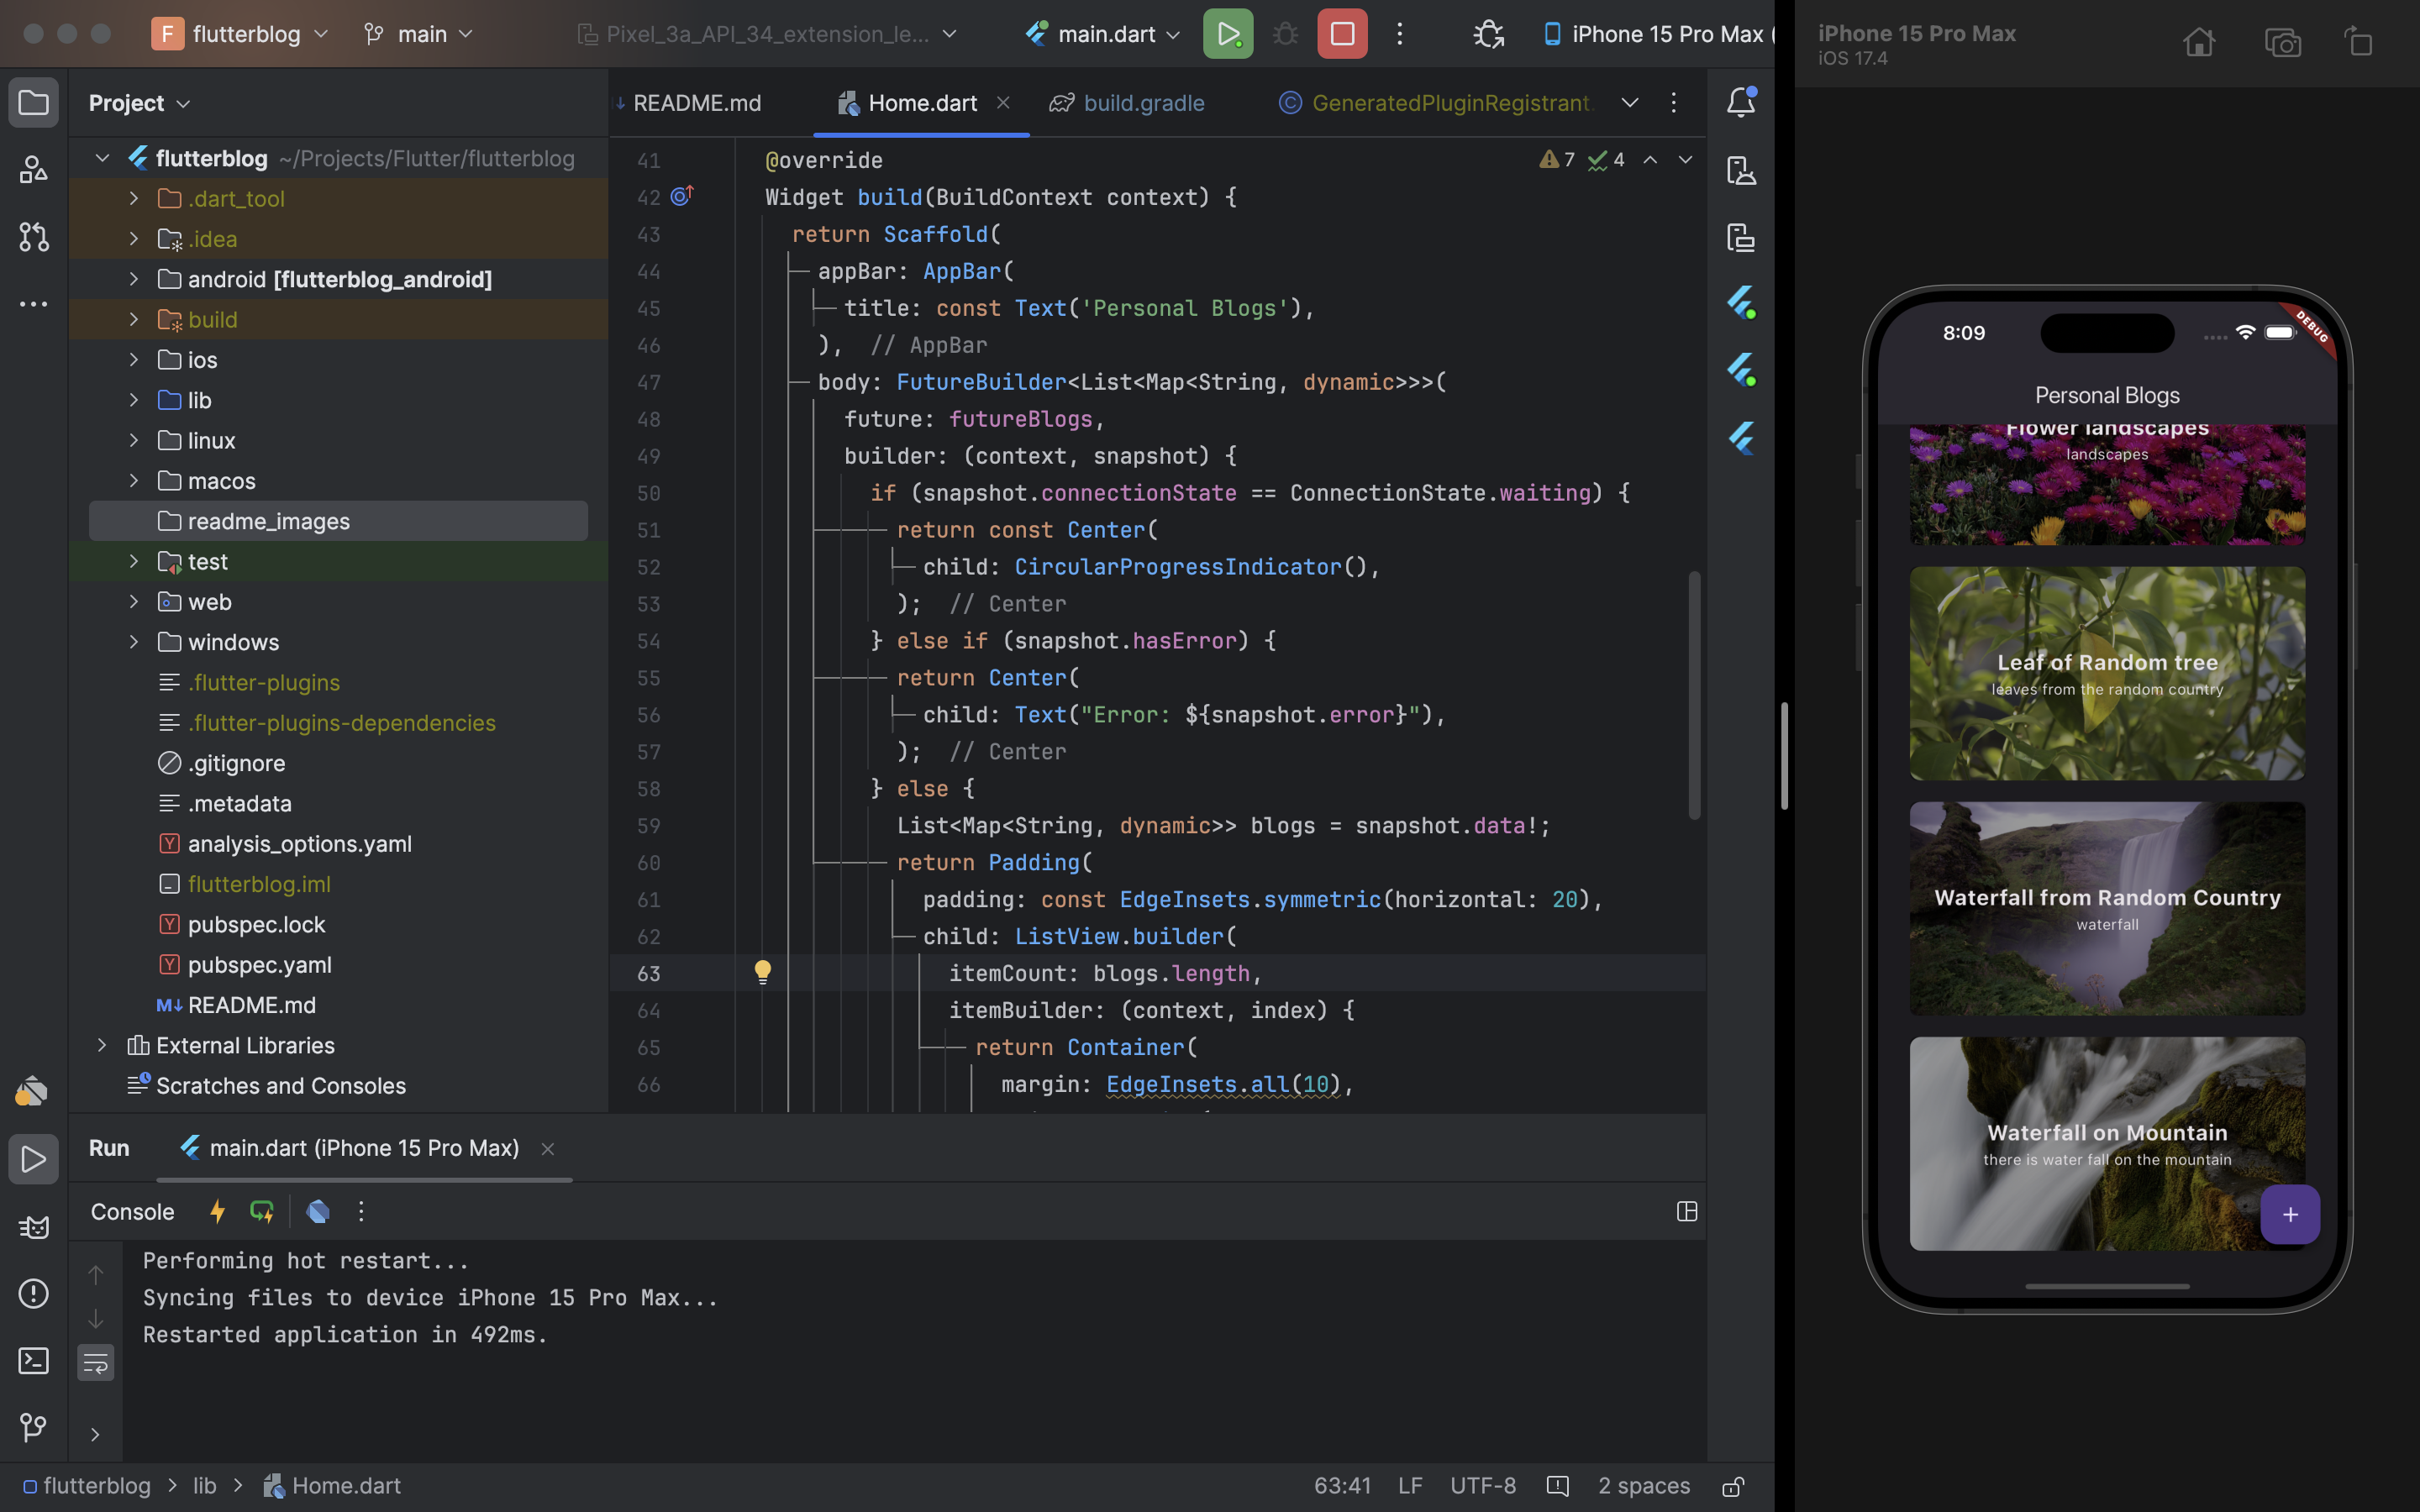 F flutterblog main Pixel_3a_API_34_extension_le... main.dart iPhone 15 Pro Max (
Project
flutterblog ~/Projects/Flutter/flutterblog
.dart_tool
.idea
android [flutterblog_android]
build
ios
lib
linux
macos
readme_images
test
web
windows
.flutter-plugins
.flutter-plugins-dependencies
.gitignore
.metadata
analysis_options.yaml
flutterblog.iml
pubspec.lock
pubspec.yaml
README.md
External Libraries
Scratches and Consoles
README.md Home.dart build.gradle GeneratedPluginRegistrant.
7 4
41 @override
42 Widget build(BuildContext context) {
43 return Scaffold(
44 appBar: AppBar(
45 title: const Text('Personal Blogs'),
46 ), // AppBar
47 body: FutureBuilder<List<Map<String, dynamic>>>(
48 future: futureBlogs,
49 builder: (context, snapshot) {
50 if (snapshot.connectionState == ConnectionState.waiting) {
51 return const Center(
52 child: CircularProgressIndicator(),
53 ); // Center
54 } else if (snapshot.hasError) {
55 return Center(
56 child: Text("Error: ${snapshot.error}"),
57 ); // Center
58 } else {
59 List<Map<String, dynamic>> blogs = snapshot.data!;
60 return Padding(
61 padding: const EdgeInsets.symmetric(horizontal: 20),
62 child: ListView.builder(
63 itemCount: blogs.length,
64 itemBuilder: (context, index) {
65 return Container(
66 margin: EdgeInsets.all(10),
Run main.dart (iPhone 15 Pro Max)
Console
Performing hot restart...
Syncing files to device iPhone 15 Pro Max...
Restarted application in 492ms.
flutterblog > lib > Home.dart
63:41 LF UTF-8 2 spaces
iPhone 15 Pro Max
iOS 17.4
8:09
DEBUG
Personal Blogs
Flower landscapes
landscapes
Leaf of Random tree
leaves from the random country
Waterfall from Random Country
waterfall
Waterfall on Mountain
there is water fall on the mountain
+